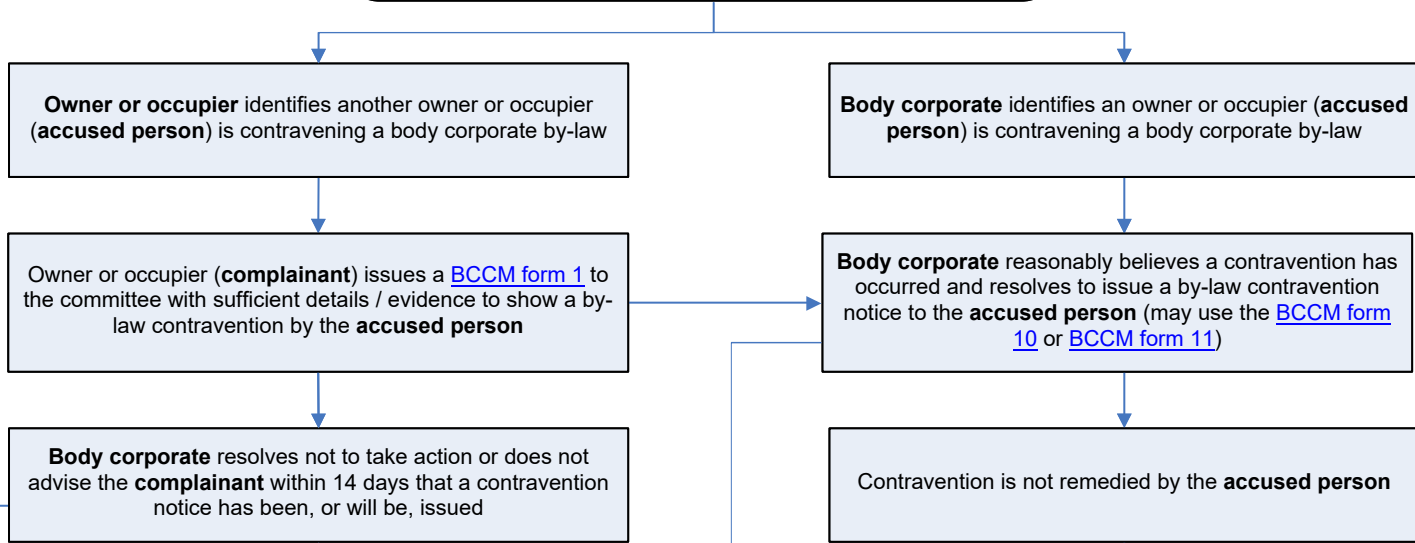 Owner or occupier identifies another owner or occupier
(accused person) is contravening a body corporate by-law
Body corporate identifies an owner or occupier (accused
person) is contravening a body corporate by-law
Owner or occupier (complainant) issues a BCCM form 1 to
the committee with sufficient details / evidence to show a by-
law contravention by the accused person
Body corporate reasonably believes a contravention has
occurred and resolves to issue a by-law contravention
notice to the accused person (may use the BCCM form
10 or BCCM form 11)
Body corporate resolves not to take action or does not
advise the complainant within 14 days that a contravention
notice has been, or will be, issued
Contravention is not remedied by the accused person